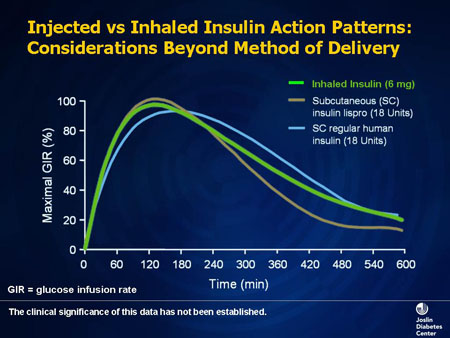 Injected vs Inhaled Insulin Action Patterns:
Considerations Beyond Method of Delivery
Inhaled Insulin (6 mg)
Subcutaneous (SC)
insulin lispro (18 Units)
SC regular human
insulin (18 Units)
Maximal GIR (%)
100
80
60
40
20
0
0 60 120 180 240 300 360 420 480 540 600
Time (min)
GIR = glucose infusion rate
The clinical significance of this data has not been established.
Joslin
Diabetes
Center